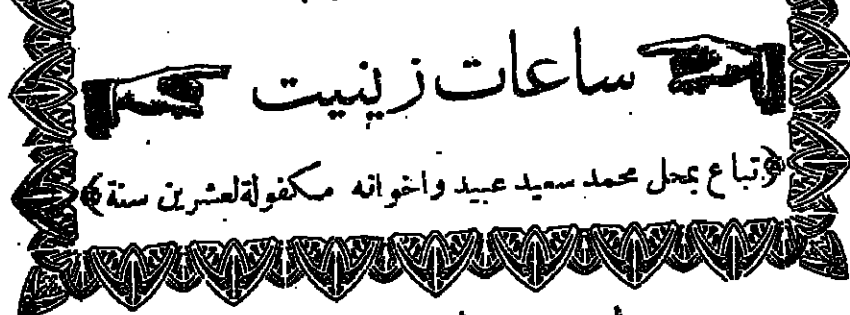 ساعات زينيت
﴿تباع بمحل محمد سعيد عبيد واخوانه مكفولة لعشرين سنة﴾